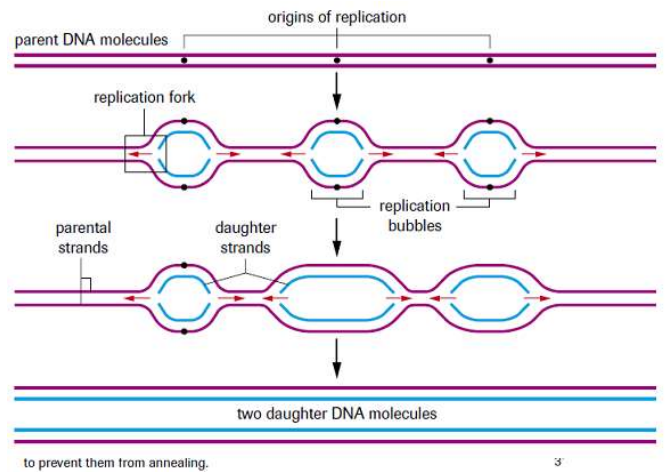 origins of replication
parent DNA molecules
replication fork
replication
bubbles
parental
strands
daughter
strands
two daughter DNA molecules
to prevent them from annealing.
3'